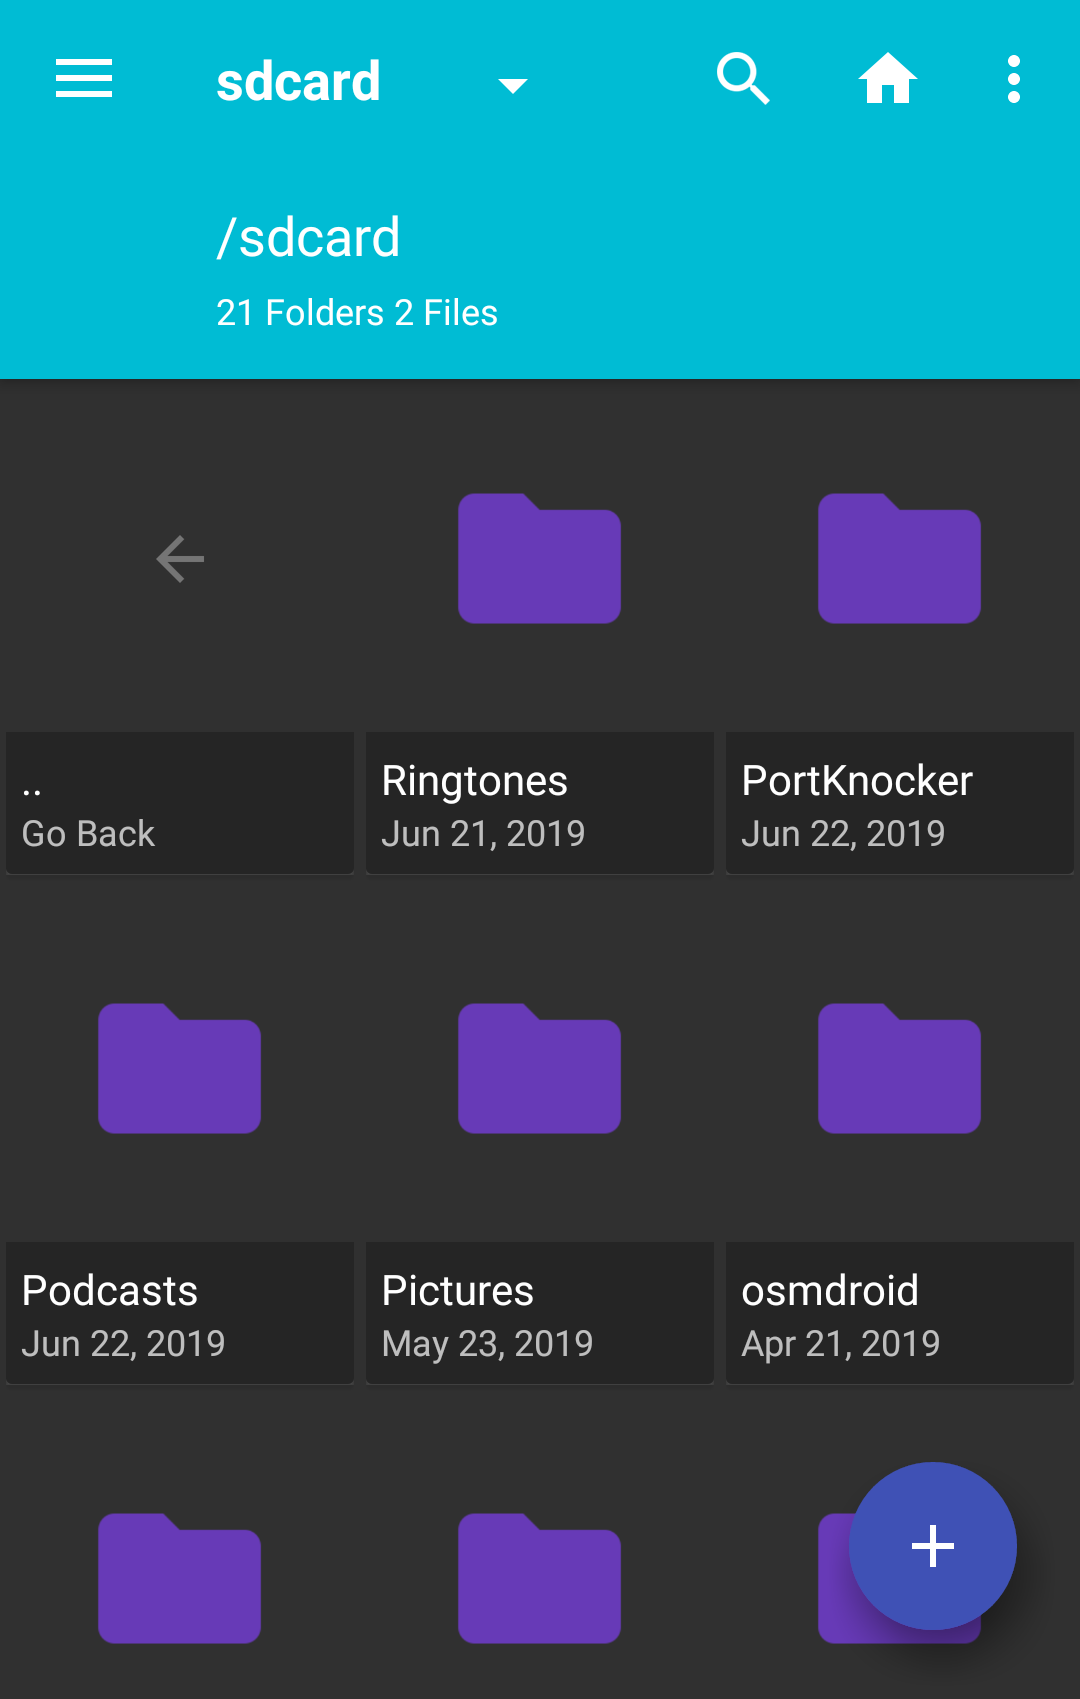 sdcard
/sdcard
21 Folders 2 Files
..
Go Back
Ringtones
Jun 21, 2019
PortKnocker
Jun 22, 2019
Podcasts
Jun 22, 2019
Pictures
May 23, 2019
osmdroid
Apr 21, 2019